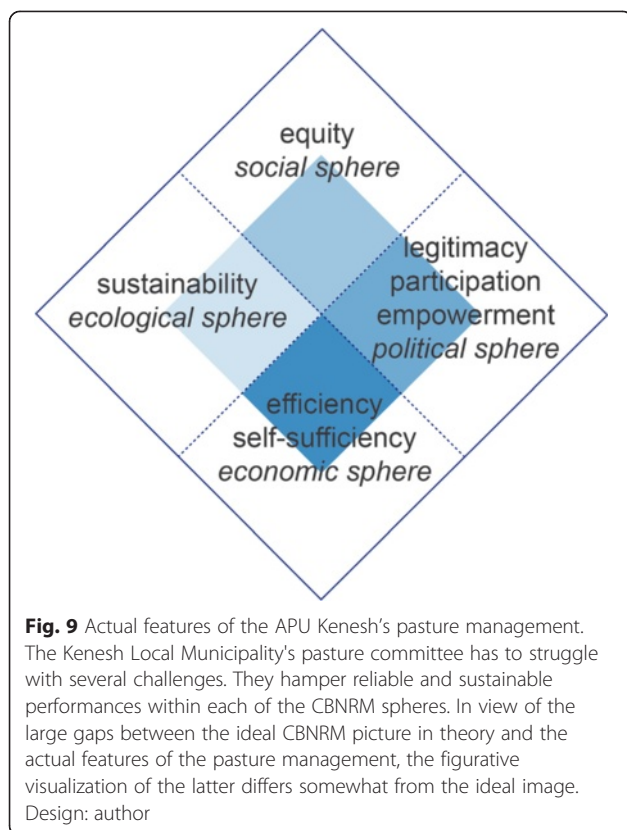 equity
social sphere
legitimacy
participation
sustainability
empowerment
ecological sphere
political sphere
efficiency
self-sufficiency
economic sphere
Fig. 9 Actual features of the APU Kenesh's pasture management.
The Kenesh Local Municipality's pasture committee has to struggle
with several challenges. They hamper reliable and sustainable
performances within each of the CBNRM spheres. In view of the
large gaps between the ideal CBNRM picture in theory and the
actual features of the pasture management, the figurative
visualization of the latter differs somewhat from the ideal image.
Design: author